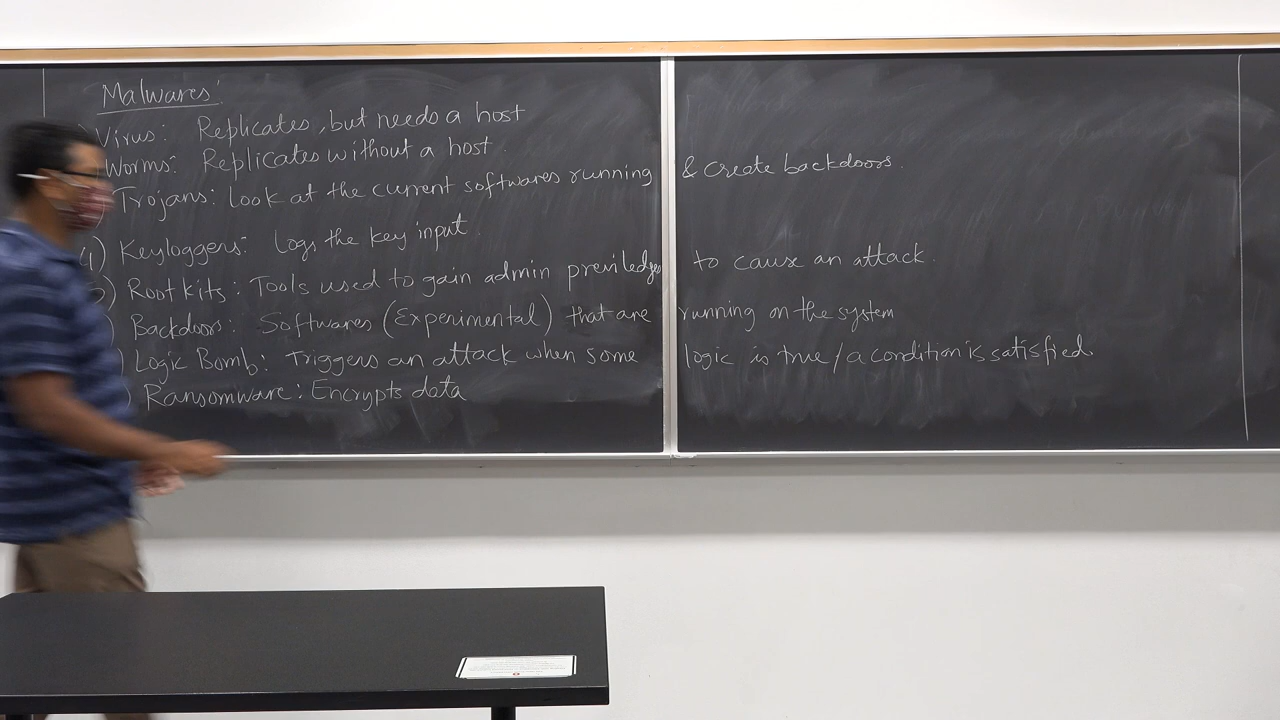 Malwares:
) Virus: Replicates, but needs a host
Worms: Replicates without a host.
) Trojans: Look at the current softwares running & create backdoors.
4) Keyloggers: Logs the key input.
5) Root kits: Tools used to gain admin previledges to cause an attack.
) Backdoors: Softwares (Experimental) that are running on the system
) Logic Bomb: Triggers an attack when some logic is true/a condition is satisfied.
) Ransomware: Encrypts data